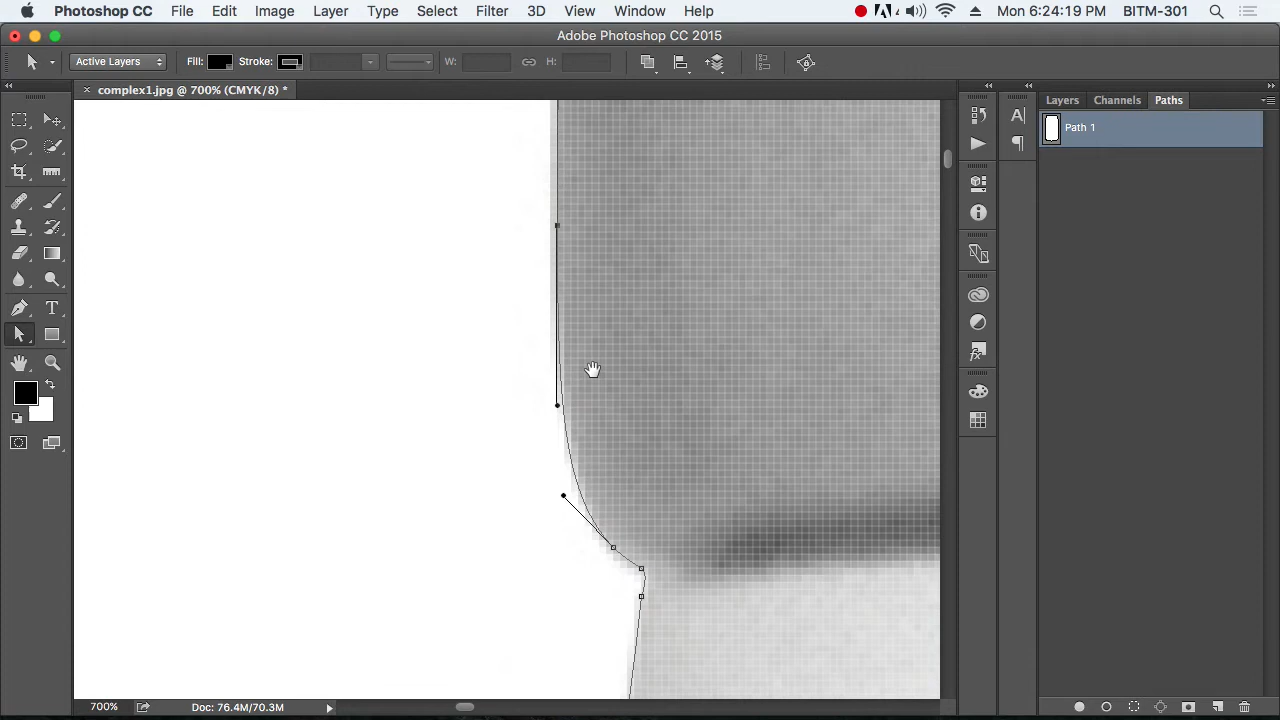 Photoshop CC File Edit Image Layer Type Select Filter 3D View Window Help Mon 6:24:19 PM BITM-301
Adobe Photoshop CC 2015
Active Layers Fill: Stroke: W: H:
× complex1.jpg @ 700% (CMYK/8) *
Layers Channels Paths
Path 1
700% Doc: 76.4M/70.3M